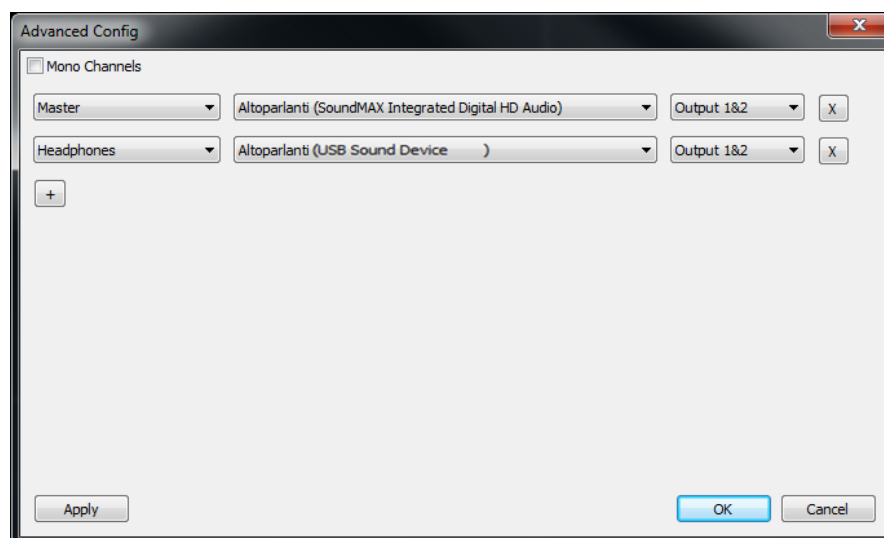 Advanced Config
Mono Channels
Master Altoparlanti (SoundMAX Integrated Digital HD Audio) Output 1&2 X
Headphones Altoparlanti (USB Sound Device ) Output 1&2 X
+
Apply OK Cancel